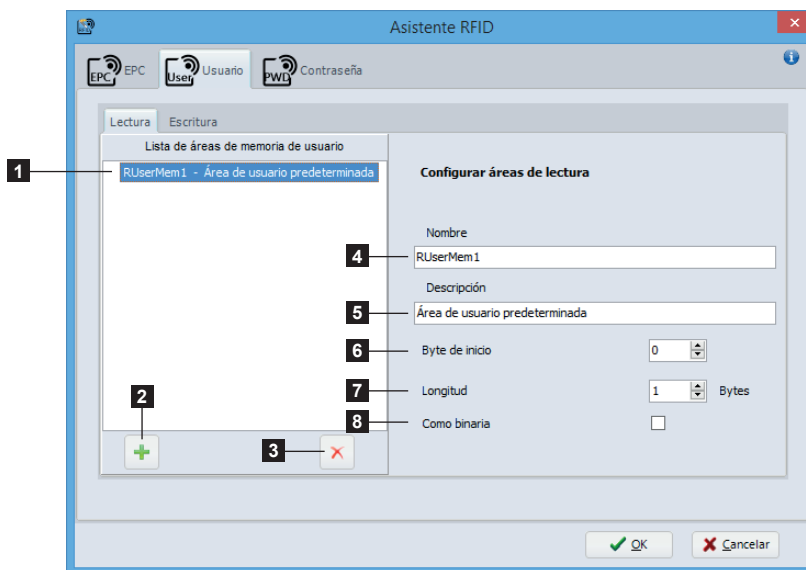 Asistente RFID
EPC EPC User Usuario PWD Contraseña
Lectura Escritura
Lista de áreas de memoria de usuario
1 RUserMem1 - Área de usuario predeterminada
Configurar áreas de lectura
Nombre
4 RUserMem1
Descripción
5 Área de usuario predeterminada
6 Byte de inicio 0
7 Longitud 1 Bytes
8 Como binaria
2
3
OK Cancelar